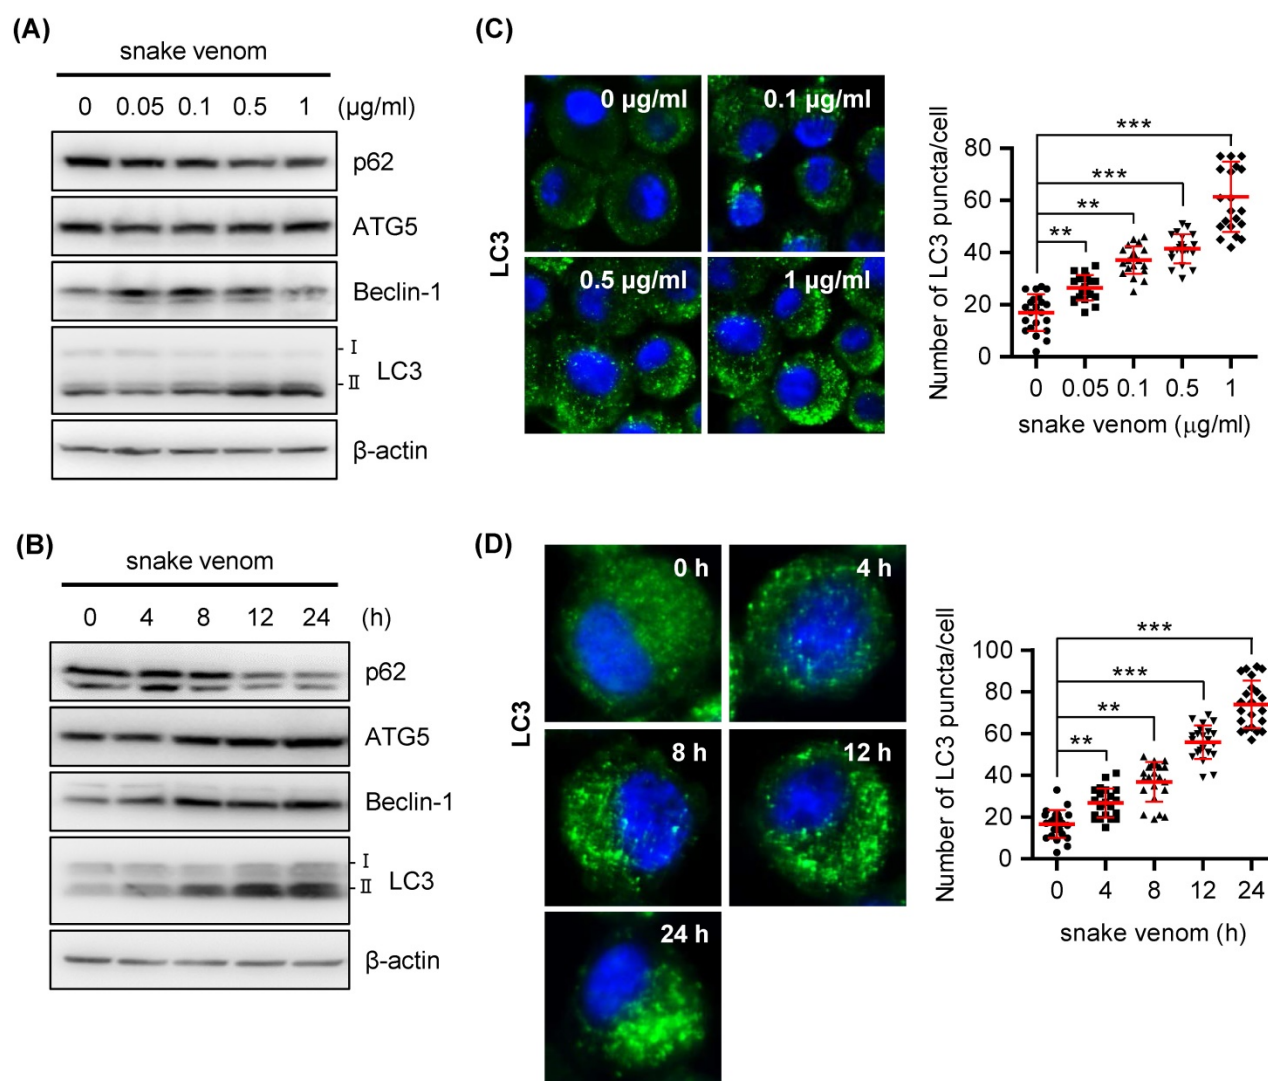 (A)
snake venom
0 0.05 0.1 0.5 1 (μg/ml)
p62
ATG5
Beclin-1
I
II
LC3
β-actin
(B)
snake venom
0 4 8 12 24 (h)
p62
ATG5
Beclin-1
I
II
LC3
β-actin
(C)
LC3
0 μg/ml
0.1 μg/ml
0.5 μg/ml
1 μg/ml
Number of LC3 puncta/cell
80
60
40
20
0
***
***
**
**
0 0.05 0.1 0.5 1
snake venom (μg/ml)
(D)
LC3
0 h
4 h
8 h
12 h
24 h
Number of LC3 puncta/cell
100
80
60
40
20
0
***
***
**
**
0 4 8 12 24
snake venom (h)